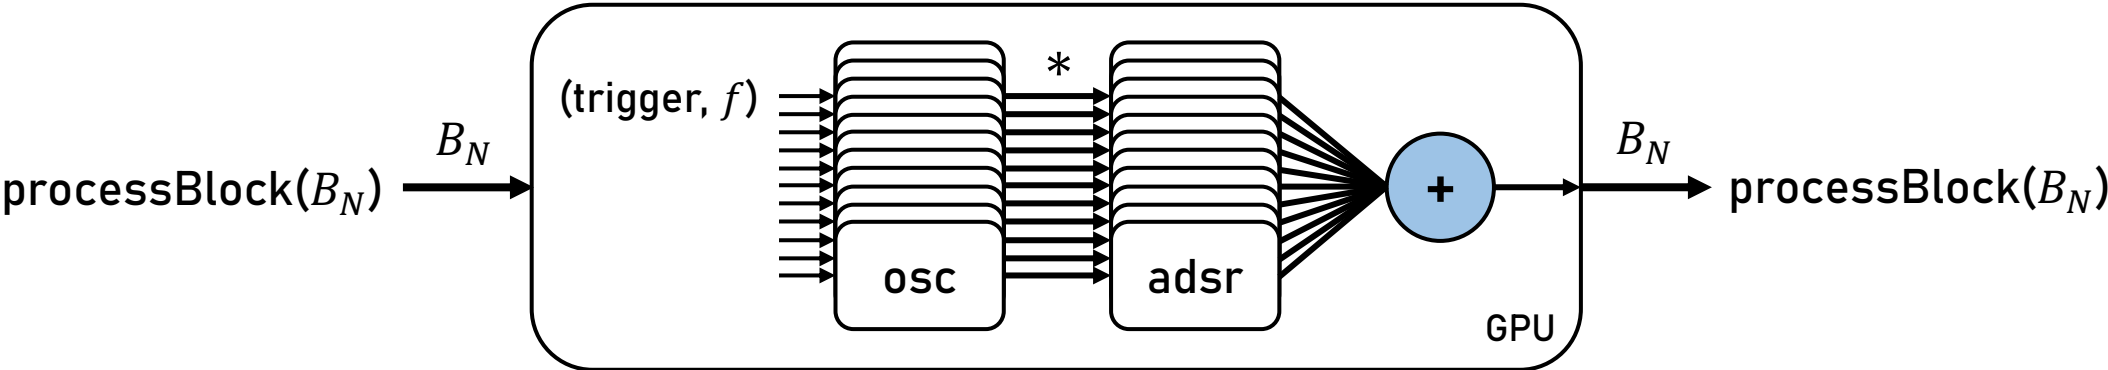 processBlock(B_N)
B_N
(trigger, f)
*
osc
adsr
+
GPU
B_N
processBlock(B_N)